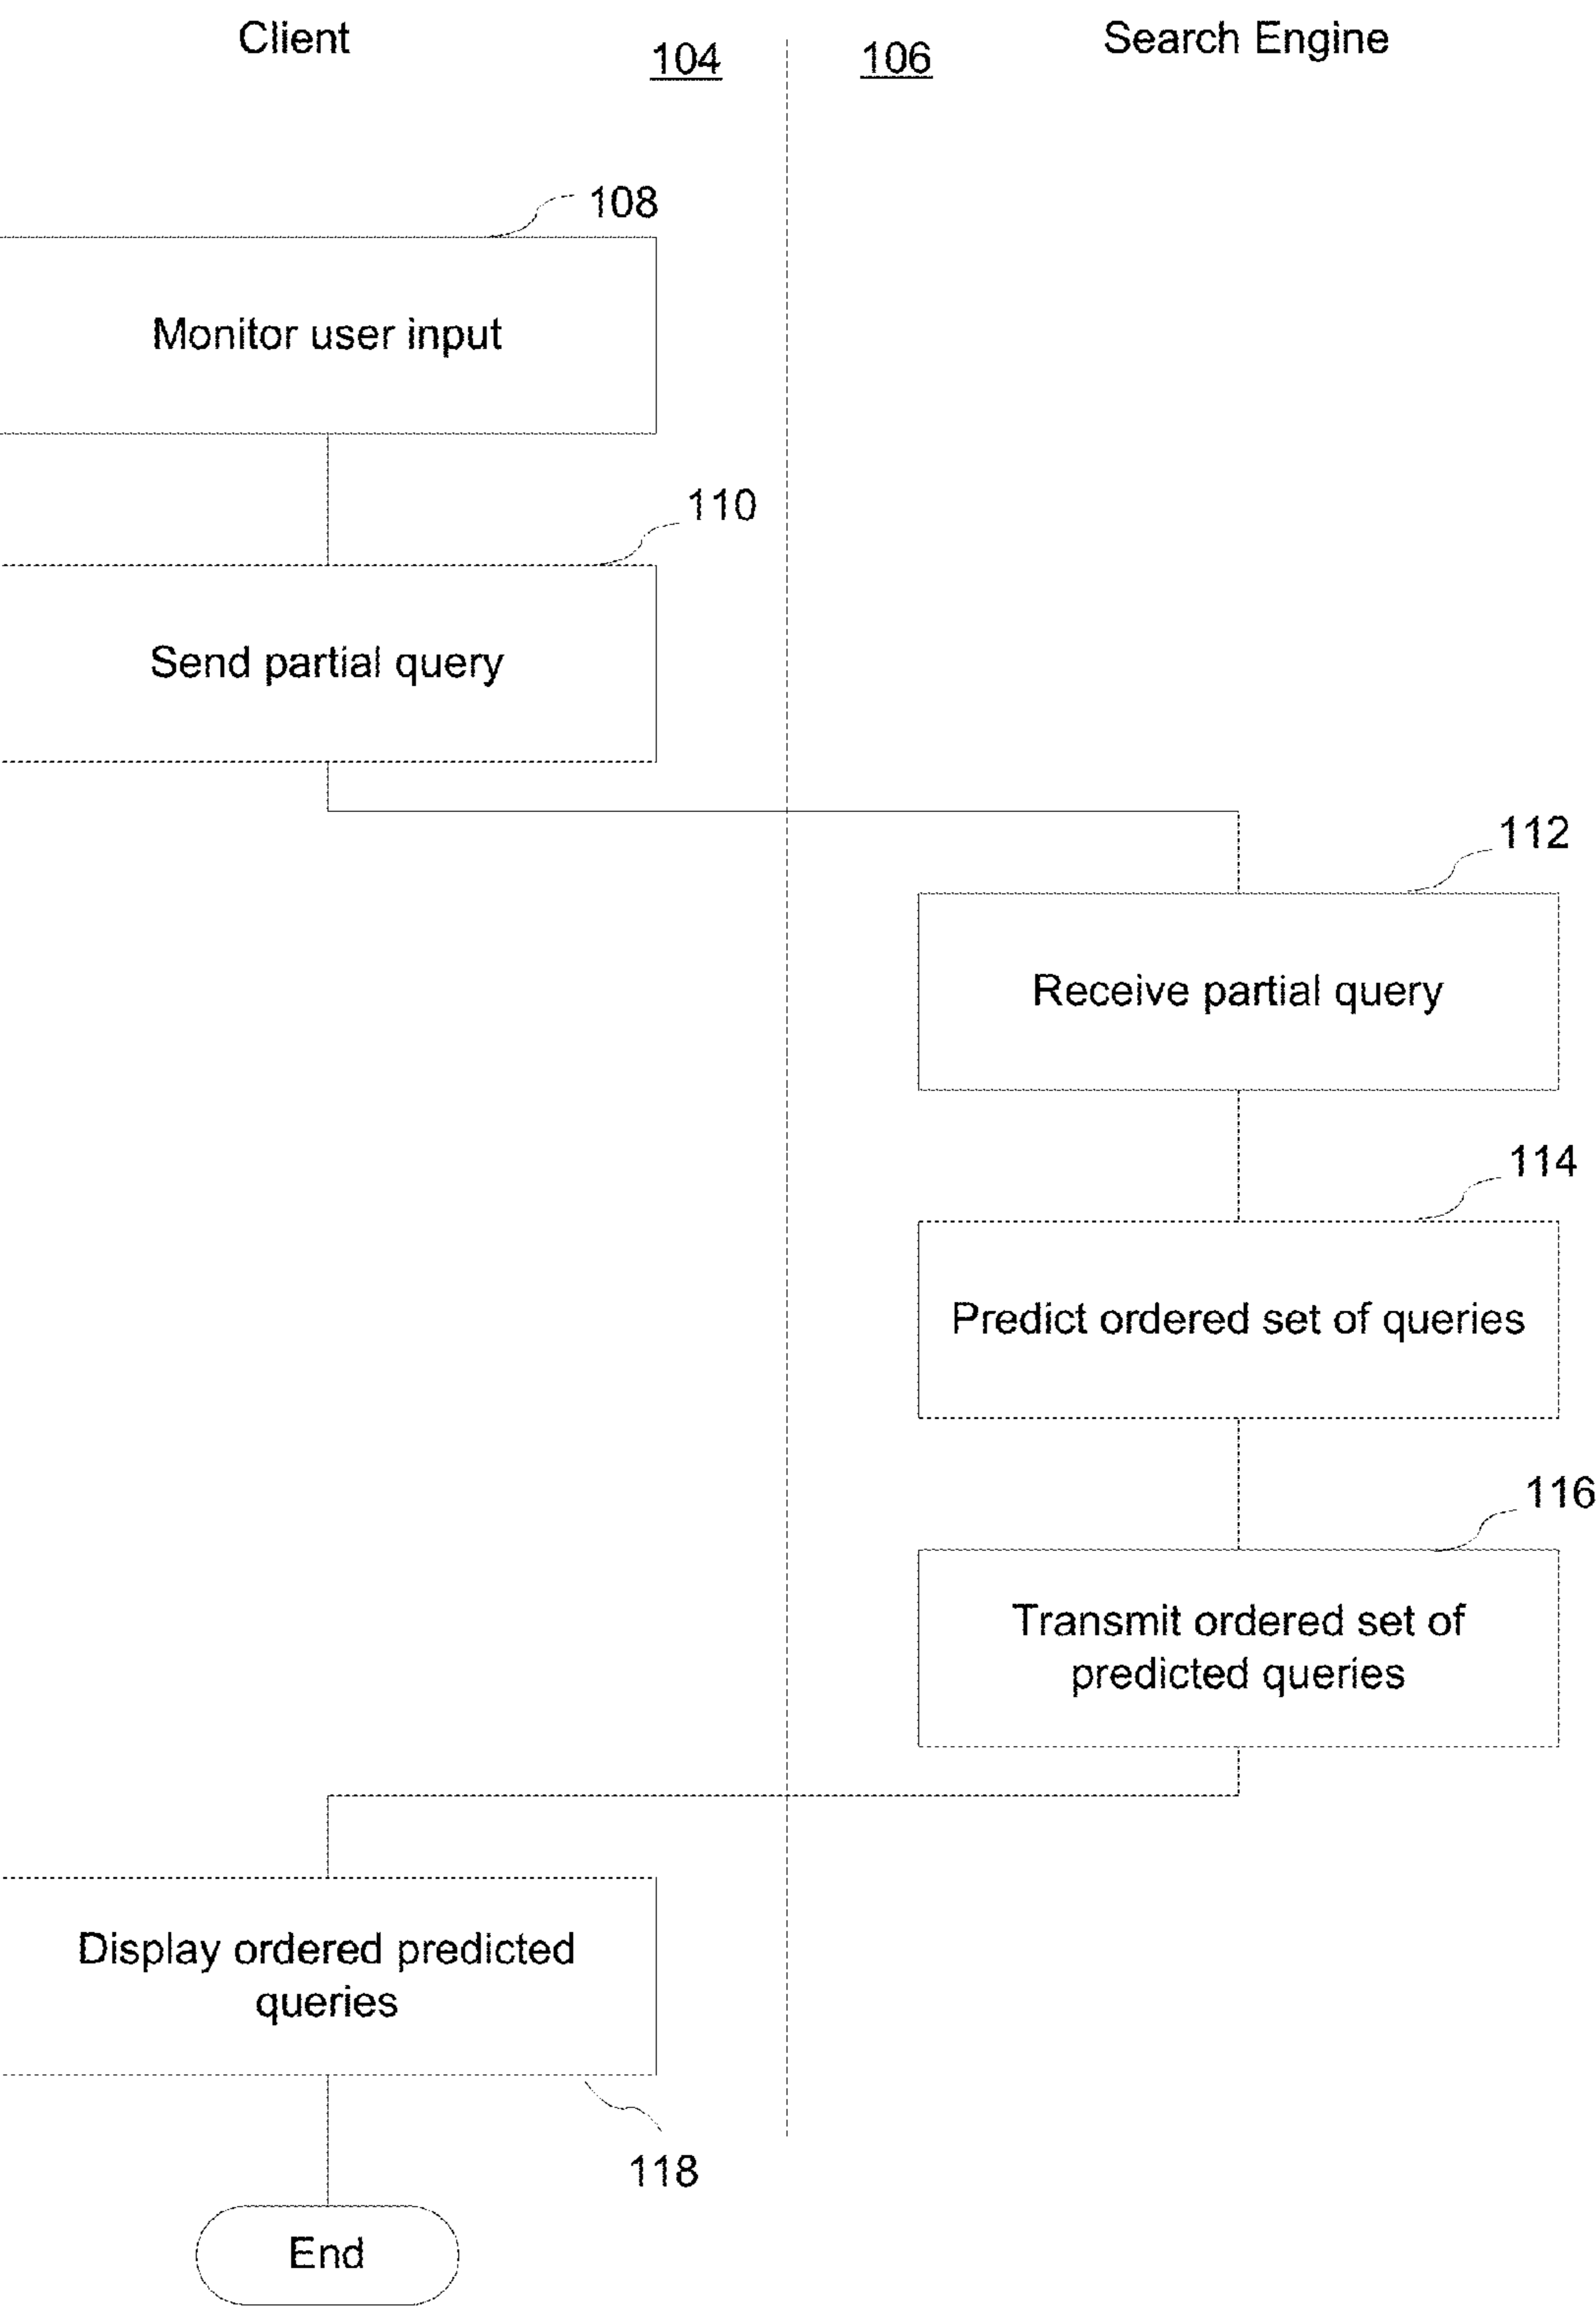 Client
104
106
Search Engine
108
Monitor user input
110
Send partial query
112
Receive partial query
114
Predict ordered set of queries
116
Transmit ordered set of
predicted queries
Display ordered predicted
queries
118
End